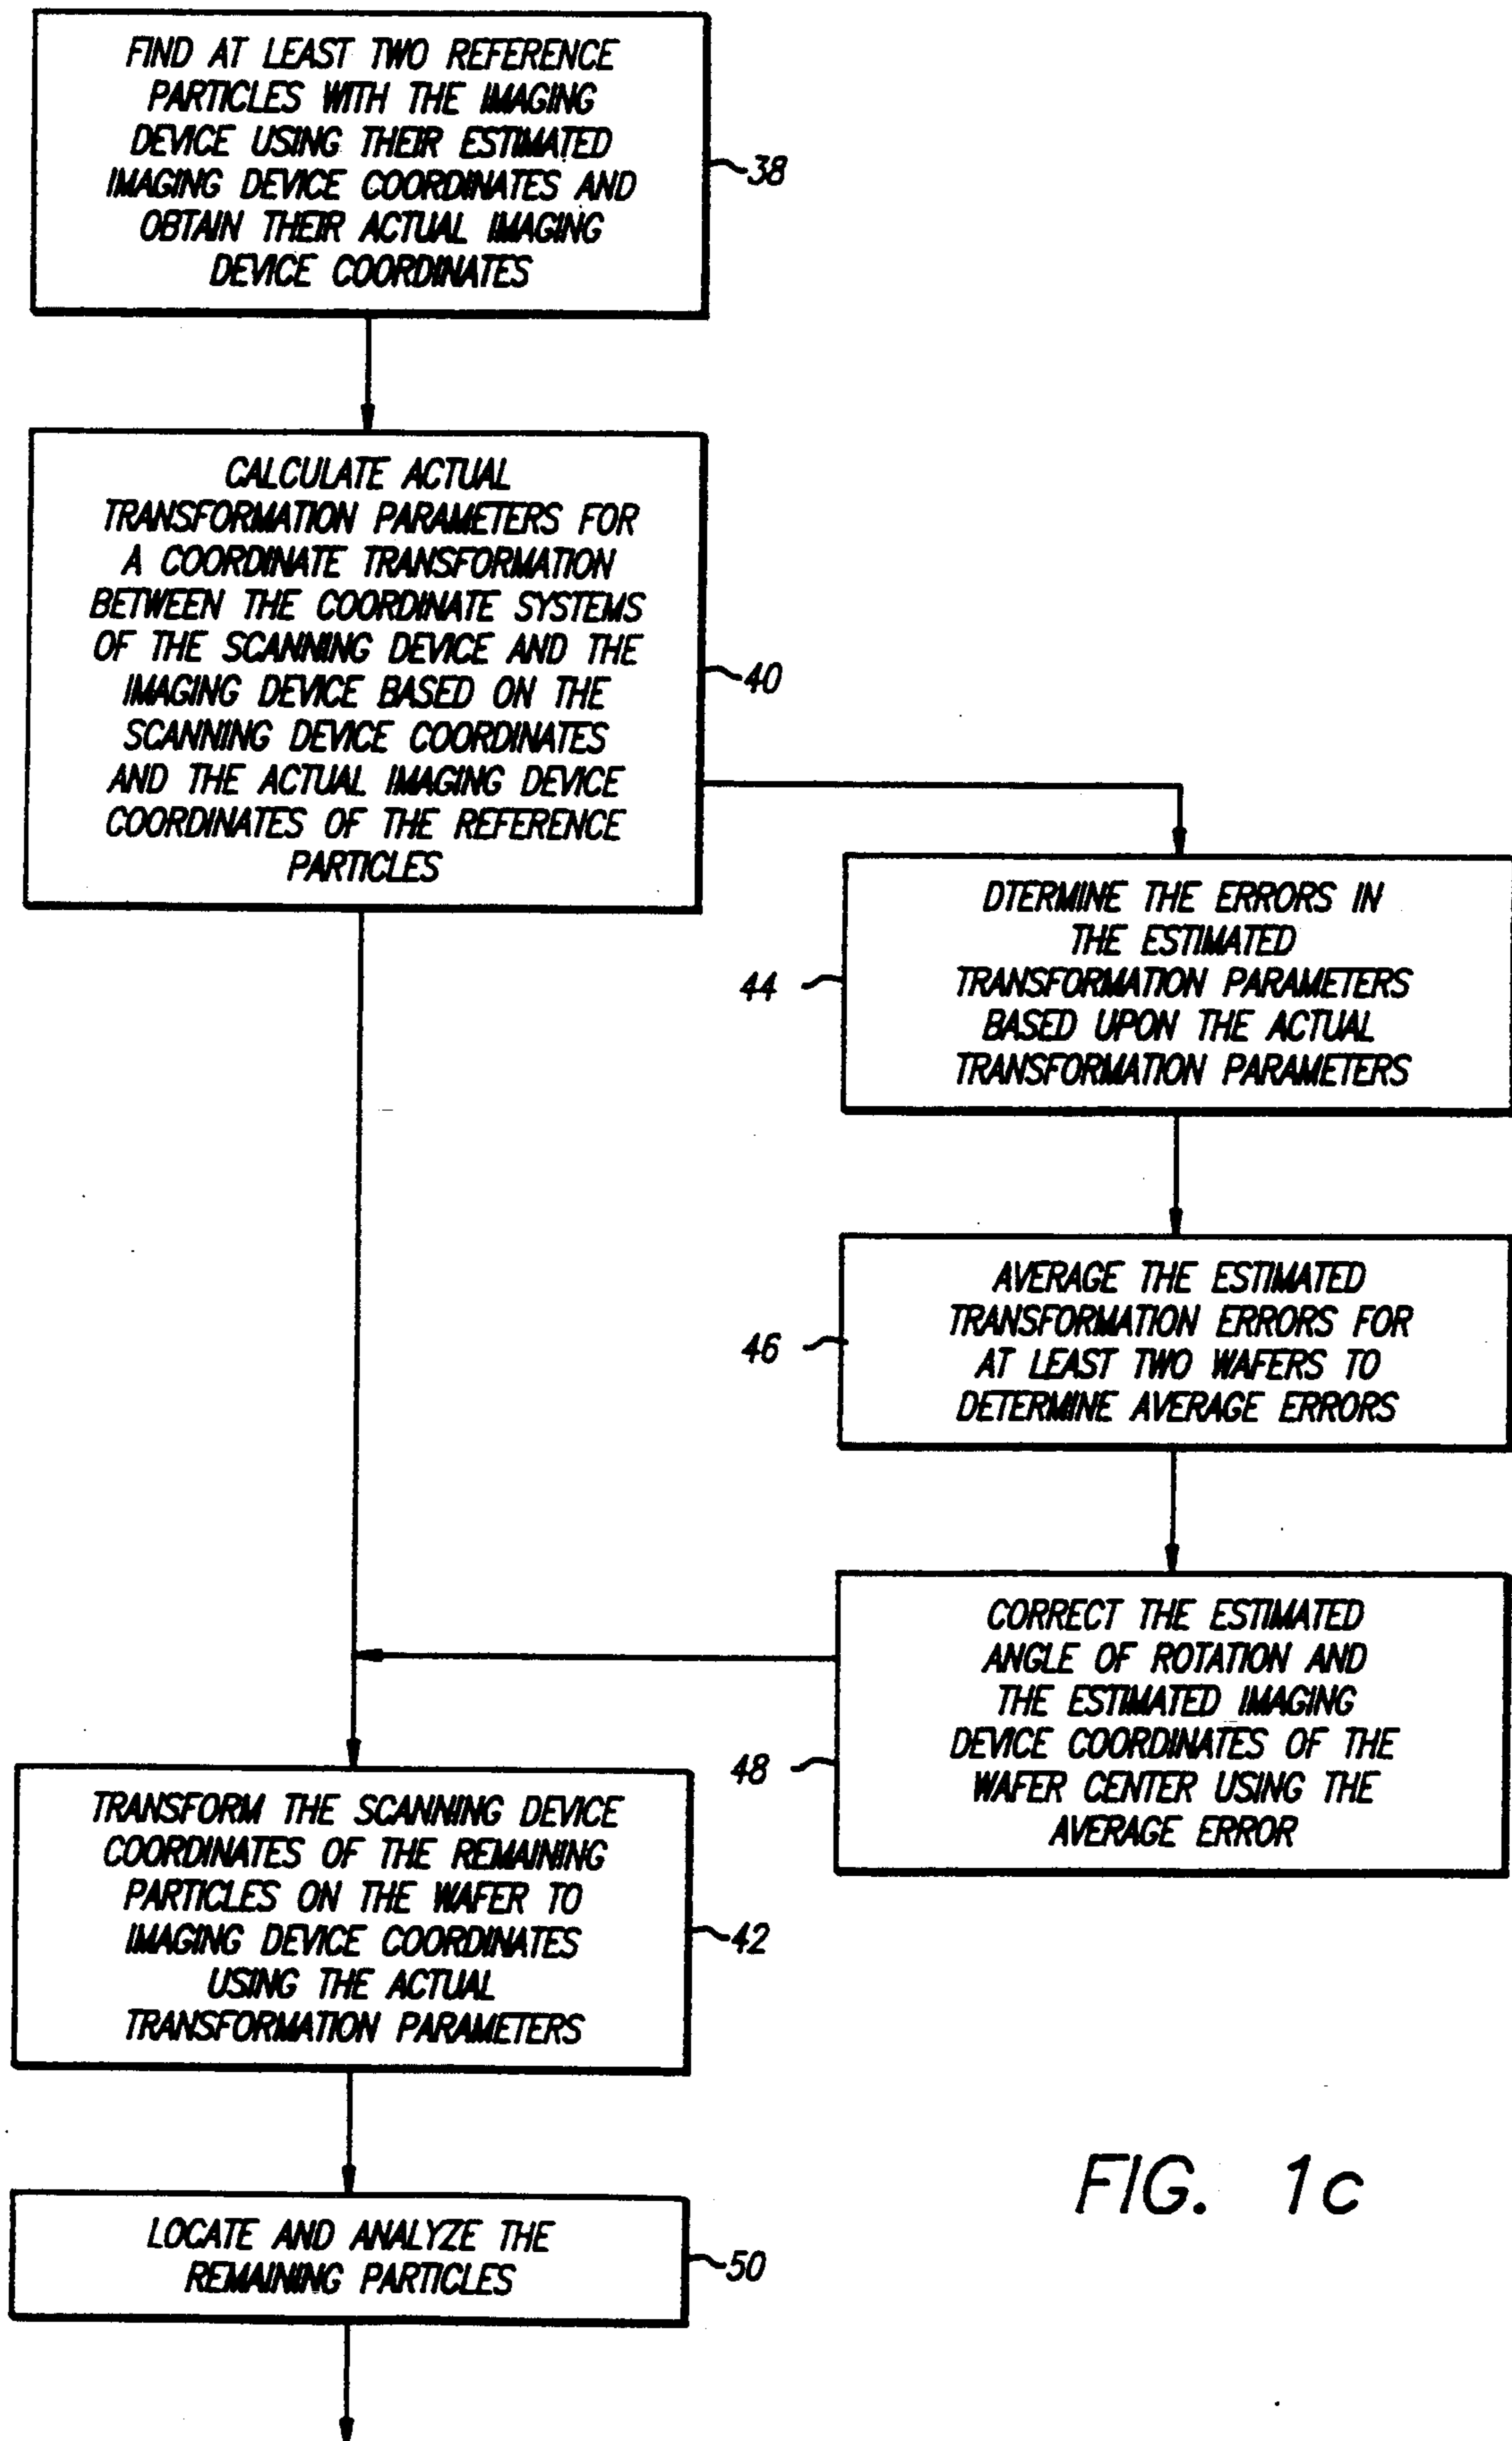 FIND AT LEAST TWO REFERENCE
PARTICLES WITH THE IMAGING
DEVICE USING THEIR ESTIMATED
IMAGING DEVICE COORDINATES AND
OBTAIN THEIR ACTUAL IMAGING
DEVICE COORDINATES
38
CALCULATE ACTUAL
TRANSFORMATION PARAMETERS FOR
A COORDINATE TRANSFORMATION
BETWEEN THE COORDINATE SYSTEMS
OF THE SCANNING DEVICE AND THE
IMAGING DEVICE BASED ON THE
SCANNING DEVICE COORDINATES
AND THE ACTUAL IMAGING DEVICE
COORDINATES OF THE REFERENCE
PARTICLES
40
DTERMINE THE ERRORS IN
THE ESTIMATED
TRANSFORMATION PARAMETERS
BASED UPON THE ACTUAL
TRANSFORMATION PARAMETERS
44
AVERAGE THE ESTIMATED
TRANSFORMATION ERRORS FOR
AT LEAST TWO WAFERS TO
DETERMINE AVERAGE ERRORS
46
CORRECT THE ESTIMATED
ANGLE OF ROTATION AND
THE ESTIMATED IMAGING
DEVICE COORDINATES OF THE
WAFER CENTER USING THE
AVERAGE ERROR
48
TRANSFORM THE SCANNING DEVICE
COORDINATES OF THE REMAINING
PARTICLES ON THE WAFER TO
IMAGING DEVICE COORDINATES
USING THE ACTUAL
TRANSFORMATION PARAMETERS
42
LOCATE AND ANALYZE THE
REMAINING PARTICLES
50
FIG. 1c